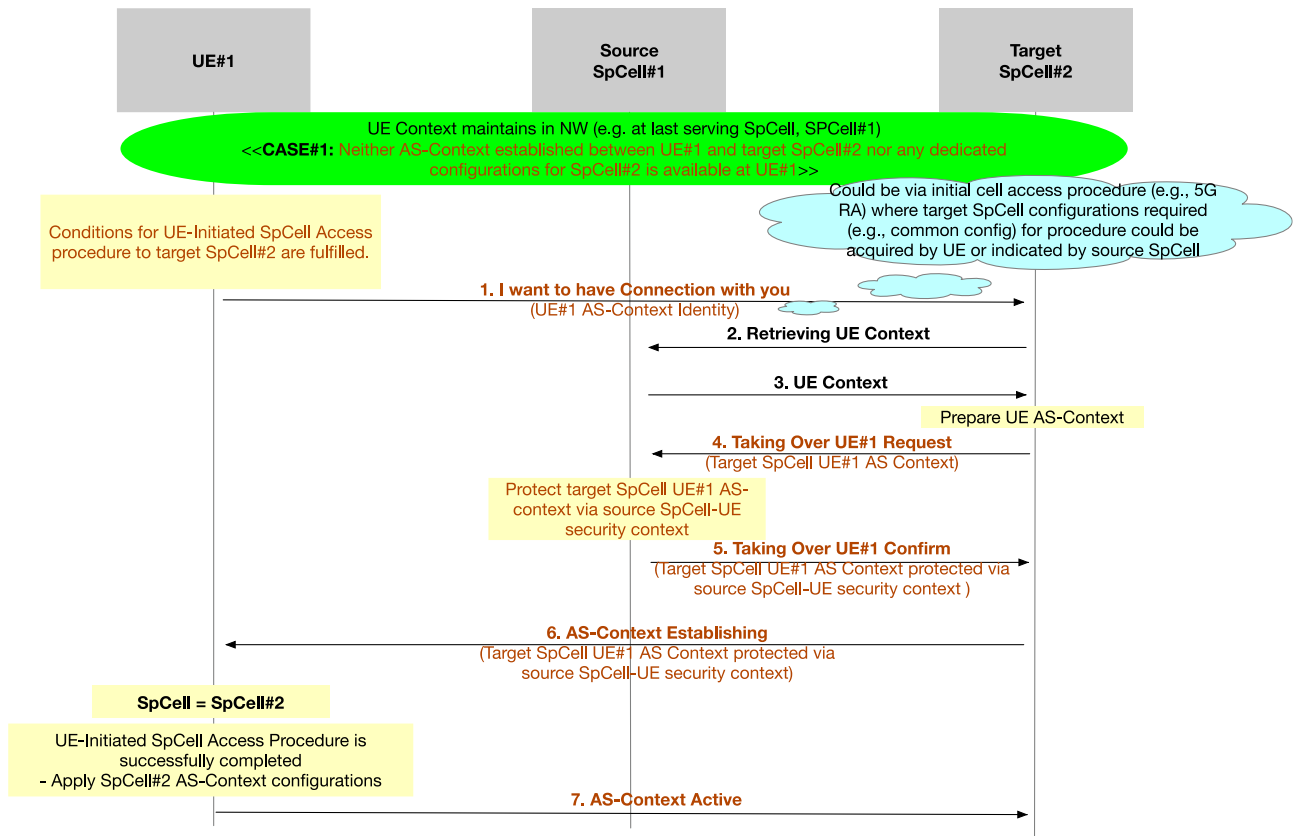 UE#1
Source
SpCell#1
Target
SpCell#2
UE Context maintains in NW (e.g. at last serving SpCell, SPCell#1)
<<CASE#1: Neither AS-Context established between UE#1 and target SpCell#2 nor any dedicated
configurations for SpCell#2 is available at UE#1>>
Could be via initial cell access procedure (e.g., 5G
RA) where target SpCell configurations required
(e.g., common config) for procedure could be
acquired by UE or indicated by source SpCell
Conditions for UE-Initiated SpCell Access
procedure to target SpCell#2 are fulfilled.
1. I want to have Connection with you
(UE#1 AS-Context Identity)
2. Retrieving UE Context
3. UE Context
Prepare UE AS-Context
4. Taking Over UE#1 Request
(Target SpCell UE#1 AS Context)
Protect target SpCell UE#1 AS-
context via source SpCell-UE
security context
5. Taking Over UE#1 Confirm
(Target SpCell UE#1 AS Context protected via
source SpCell-UE security context )
6. AS-Context Establishing
(Target SpCell UE#1 AS Context protected via
source SpCell-UE security context)
SpCell = SpCell#2
UE-Initiated SpCell Access Procedure is
successfully completed
- Apply SpCell#2 AS-Context configurations
7. AS-Context Active